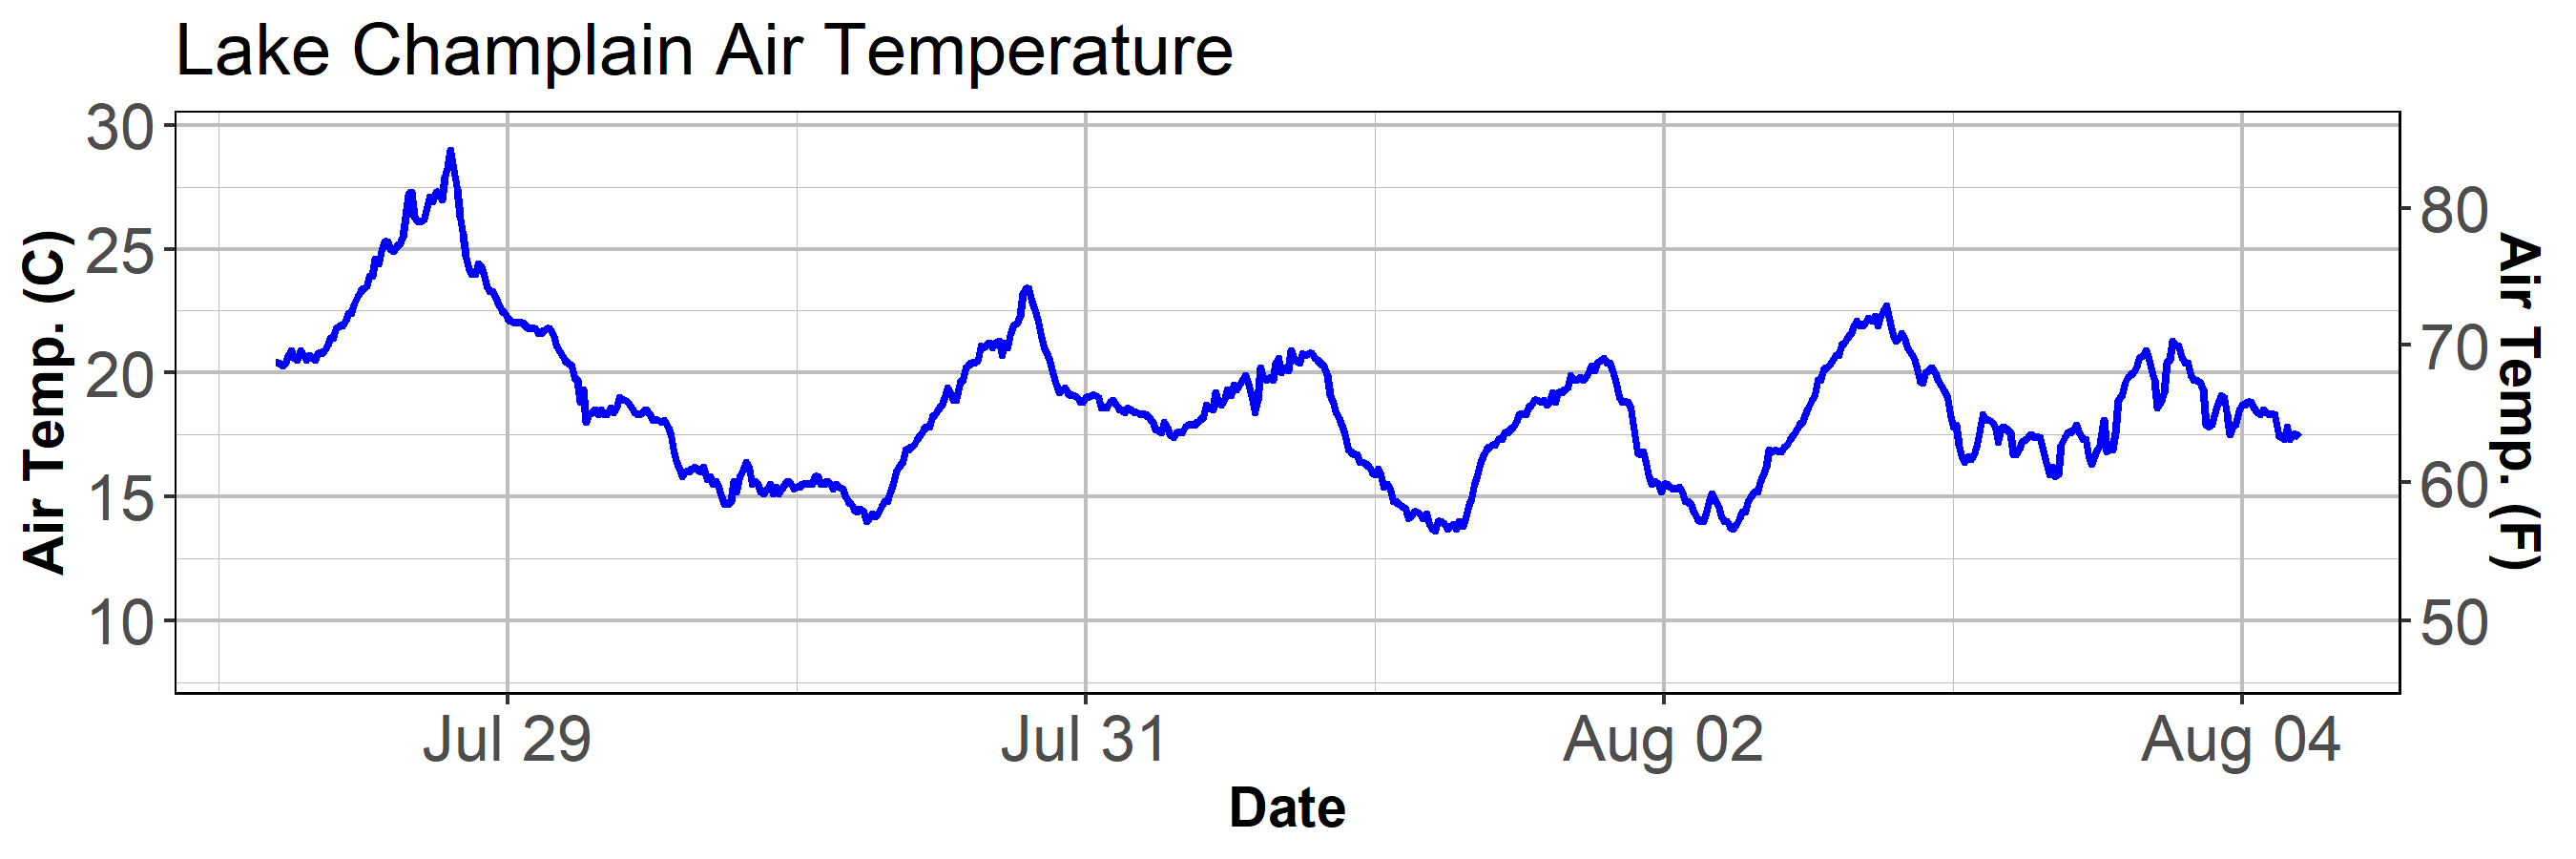 Lake Champlain Air Temperature
Air Temp. (C)
30
25
20
15
10
80
70
60
50
Air Temp. (F)
Jul 29 Jul 31 Aug 02 Aug 04
Date